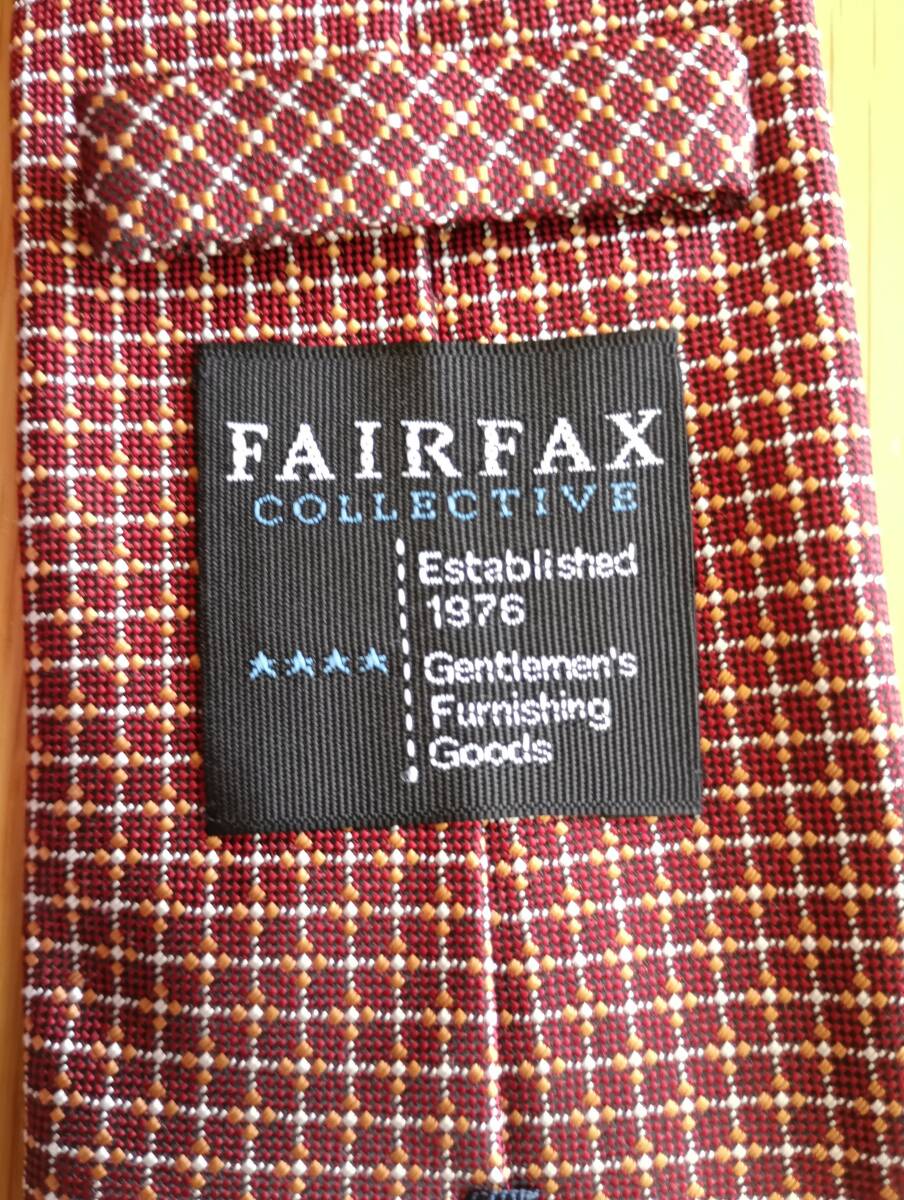 FAIRFAX
COLLECTIVE
Established
1976
Gentlemen's
Furnishing
Goods